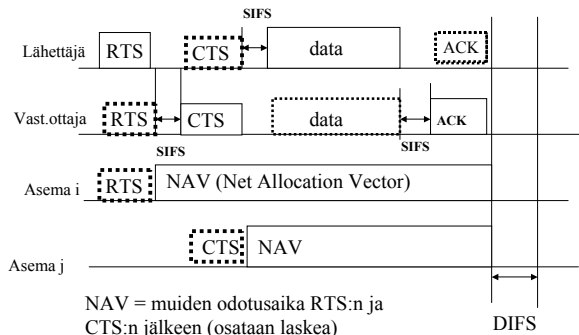 SIFS
Lähettäjä RTS CTS data ACK
Vast.ottaja RTS CTS data ACK
SIFS SIFS
Asema i RTS NAV (Net Allocation Vector)
Asema j CTS NAV
NAV = muiden odotusaika RTS:n ja
CTS:n jälkeen (osataan laskea)
DIFS